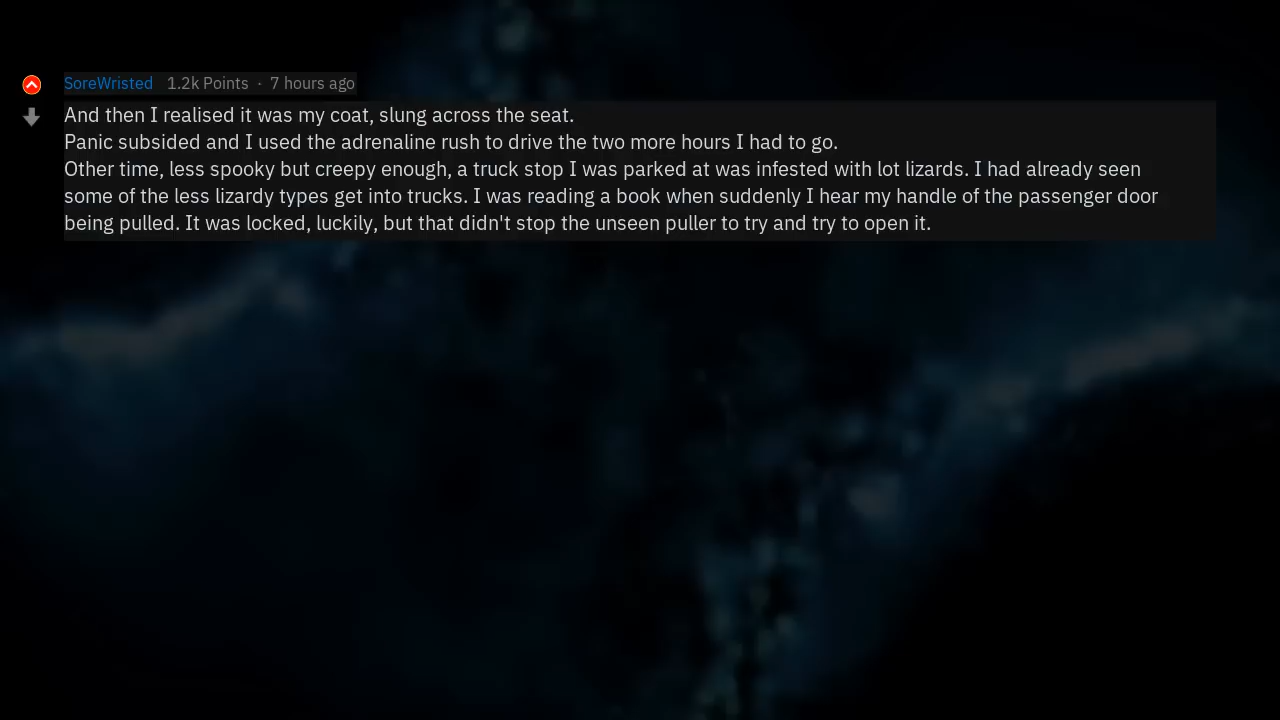 SoreWristed 1.2k Points · 7 hours ago
And then I realised it was my coat, slung across the seat.
Panic subsided and I used the adrenaline rush to drive the two more hours I had to go.
Other time, less spooky but creepy enough, a truck stop I was parked at was infested with lot lizards. I had already seen
some of the less lizardy types get into trucks. I was reading a book when suddenly I hear my handle of the passenger door
being pulled. It was locked, luckily, but that didn't stop the unseen puller to try and try to open it.